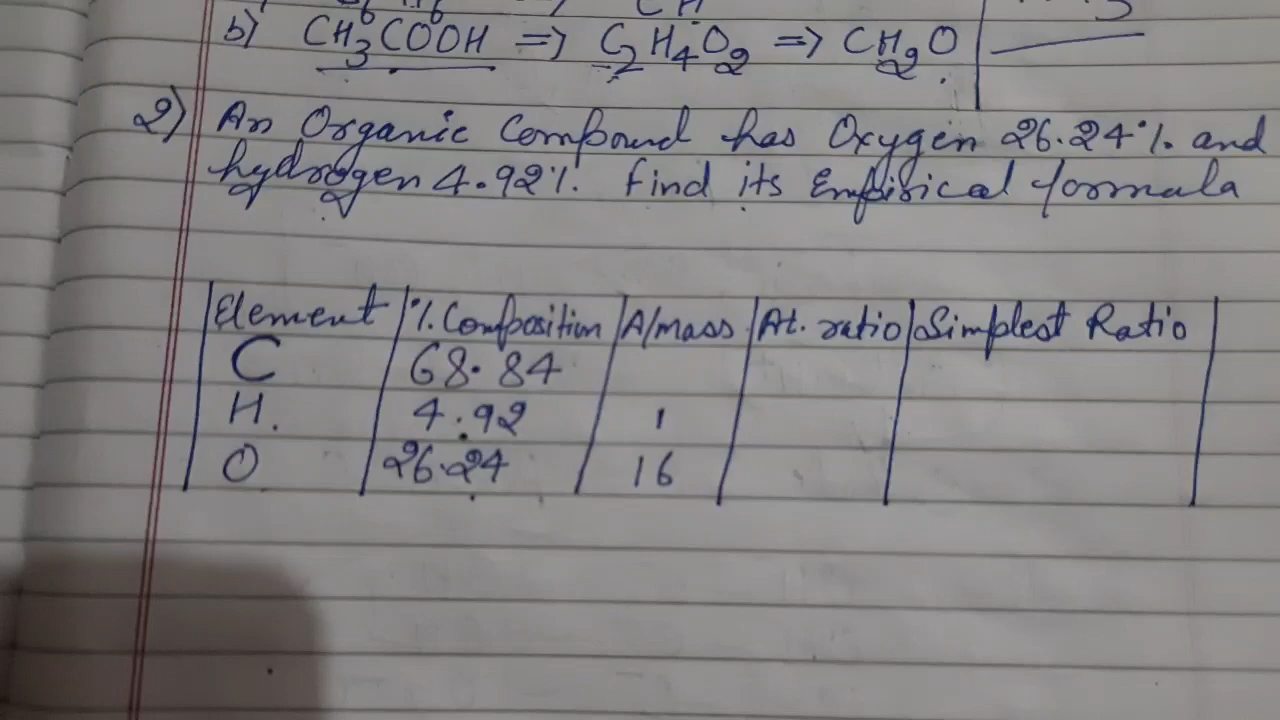 b) CH3COOH => C2H4O2 => CH2O
2) An Organic Compound has Oxygen 26.24%. and
hydrogen 4.92%. find its Empirical formula
Element %.Composition A/mass At. ratio Simplest Ratio
C 68.84
H. 4.92 1
O 26.24 16